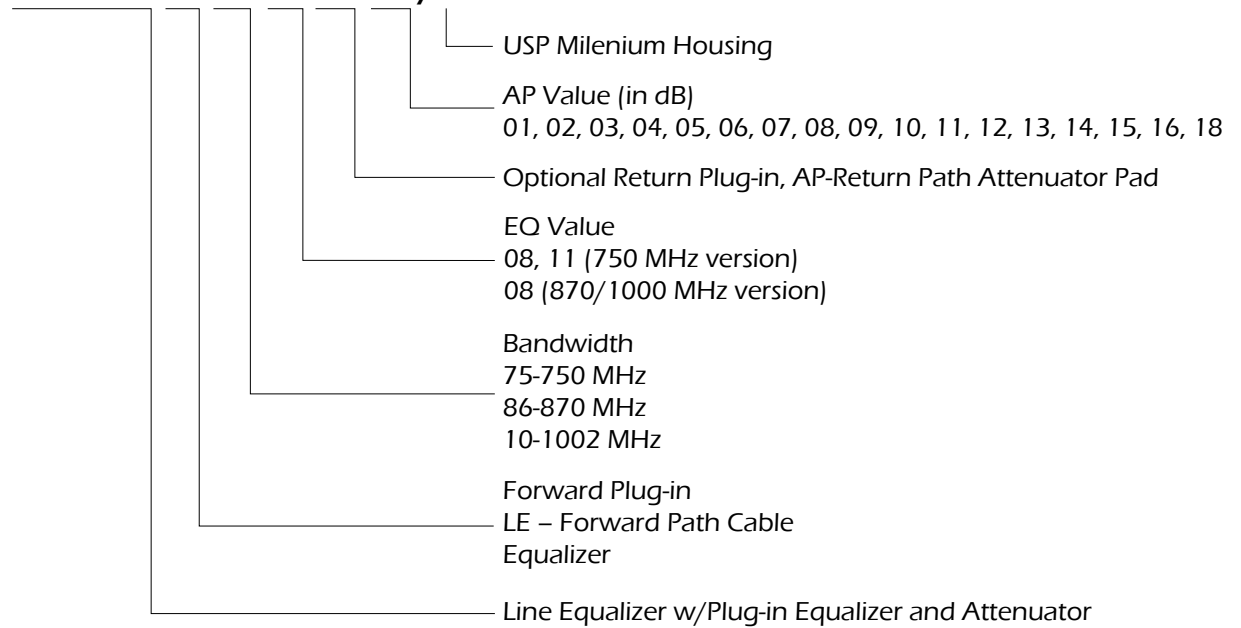 USP Milenium Housing
AP Value (in dB)
01, 02, 03, 04, 05, 06, 07, 08, 09, 10, 11, 12, 13, 14, 15, 16, 18
Optional Return Plug-in, AP-Return Path Attenuator Pad
EQ Value
08, 11 (750 MHz version)
08 (870/1000 MHz version)
Bandwidth
75-750 MHz
86-870 MHz
10-1002 MHz
Forward Plug-in
LE – Forward Path Cable
Equalizer
Line Equalizer w/Plug-in Equalizer and Attenuator